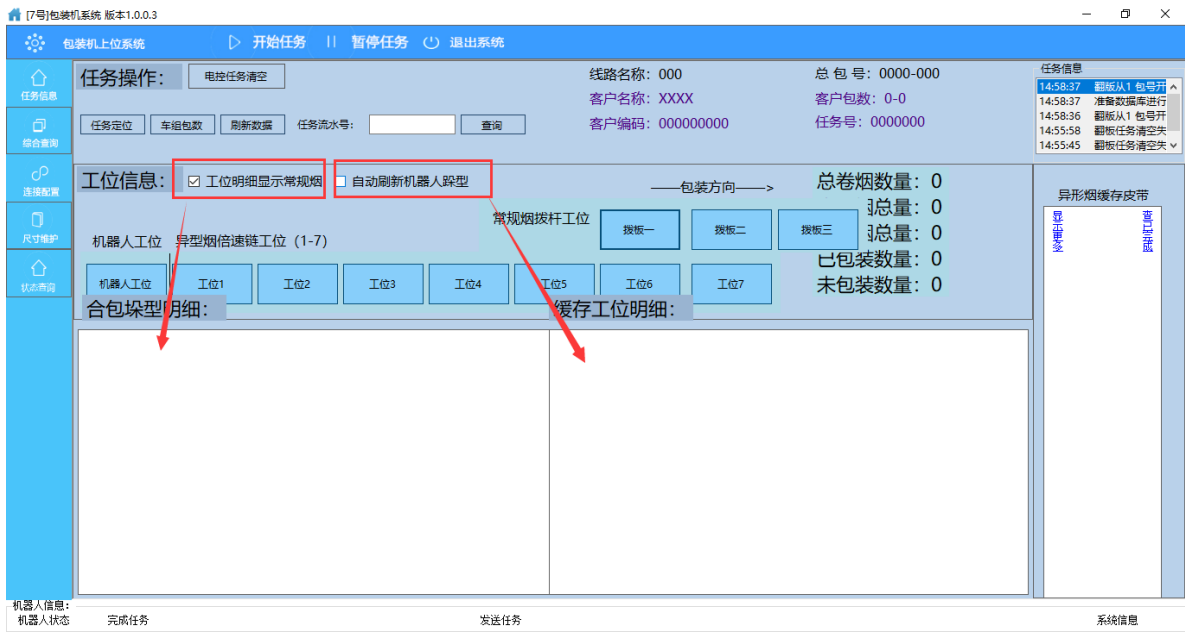 [7号]包装机系统 版本1.0.0.3
包装机上位系统 开始任务 暂停任务 退出系统
任务信息
综合查询
连接配置
尺寸维护
状态查询
任务操作： 电控任务清空
任务定位 车组包数 刷新数据 任务流水号： 查询
线路名称：000 总 包 号：0000-000
客户名称：XXXX 客户包数：0-0
客户编码：000000000 任务号：0000000
任务信息
14:58:37 翻版从1 包号开
14:58:37 准备数据库进行
14:58:36 翻版从1 包号开
14:55:58 翻板任务清空失
14:55:45 翻板任务清空失
工位信息： 工位明细显示常规烟 自动刷新机器人跺型
——包装方向——>
常规烟拨杆工位 拨板一 拨板二 拨板三
机器人工位 异型烟倍速链工位（1-7）
机器人工位 工位1 工位2 工位3 工位4 工位5 工位6 工位7
总卷烟数量：0
总量：0
总量：0
已包装数量：0
未包装数量：0
合包垛型明细： 缓存工位明细：
异形烟缓存皮带
显示更多 查已完成
机器人信息：
机器人状态 完成任务 发送任务 系统信息